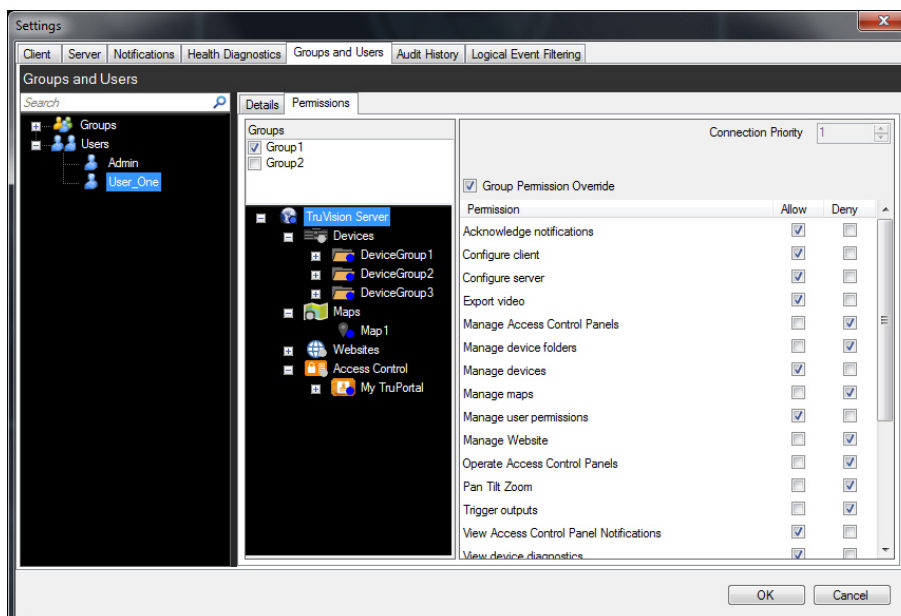 Settings
Client Server Notifications Health Diagnostics Groups and Users Audit History Logical Event Filtering
Groups and Users
Search
Groups
Users
Admin
User_One
Details Permissions
Groups
Group1
Group2
TruVision Server
Devices
DeviceGroup1
DeviceGroup2
DeviceGroup3
Maps
Map1
Websites
Access Control
My TruPortal
Connection Priority 1
Group Permission Override
Permission Allow Deny
Acknowledge notifications
Configure client
Configure server
Export video
Manage Access Control Panels
Manage device folders
Manage devices
Manage maps
Manage user permissions
Manage Website
Operate Access Control Panels
Pan Tilt Zoom
Trigger outputs
View Access Control Panel Notifications
View device diagnostics
OK Cancel